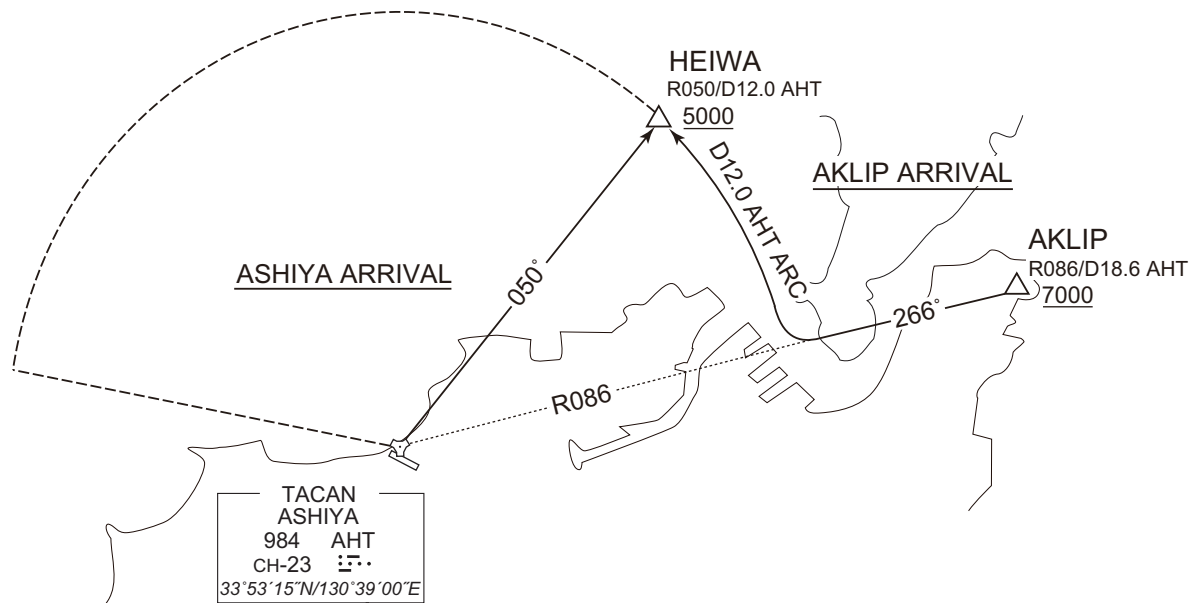 HEIWA
R050/D12.0 AHT
5000
D12.0 AHT ARC
AKLIP ARRIVAL
AKLIP
R086/D18.6 AHT
7000
266°
ASHIYA ARRIVAL
050°
R086
TACAN
ASHIYA
984 AHT
CH-23
33°53´15˝N/130°39´00˝E